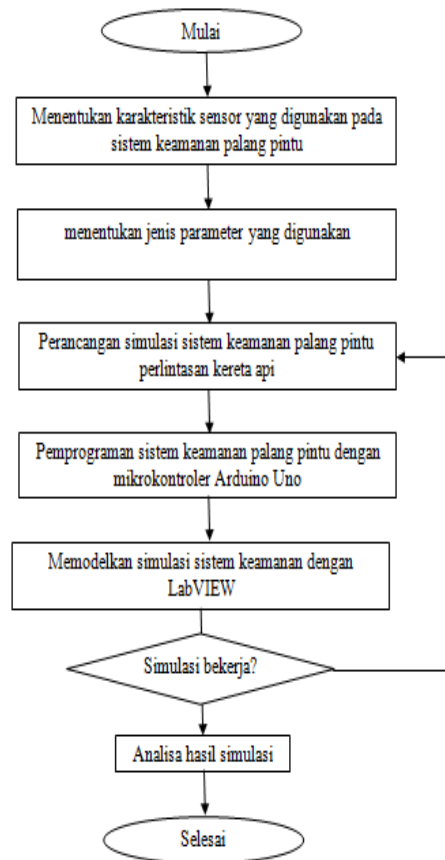 Mulai
Menentukan karakteristik sensor yang digunakan pada
sistem keamanan palang pintu
menentukan jenis parameter yang digunakan
Perancangan simulasi sistem keamanan palang pintu
perlintasan kereta api
Pemprograman sistem keamanan palang pintu dengan
mikrokontroler Arduino Uno
Memodelkan simulasi sistem keamanan dengan
LabVIEW
Simulasi bekerja?
Analisa hasil simulasi
Selesai